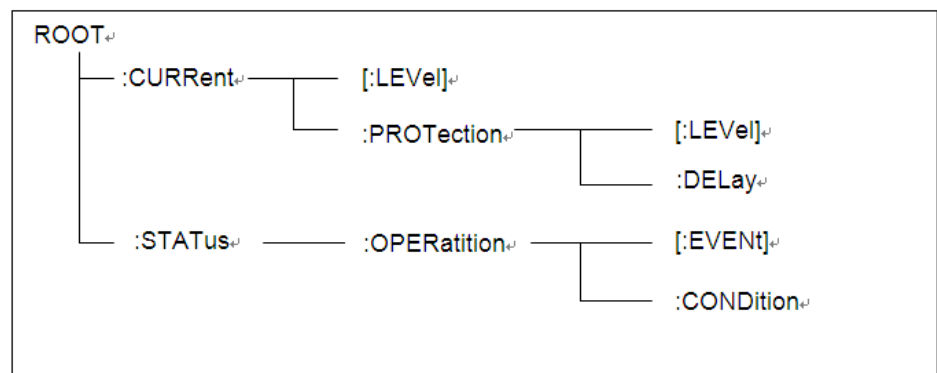 ROOT↵
:CURRent↵ [:LEVel]↵
:PROTection↵ [:LEVel]↵
:DELay↵
:STATus↵ :OPERatition↵ [:EVENt]↵
:CONDition↵